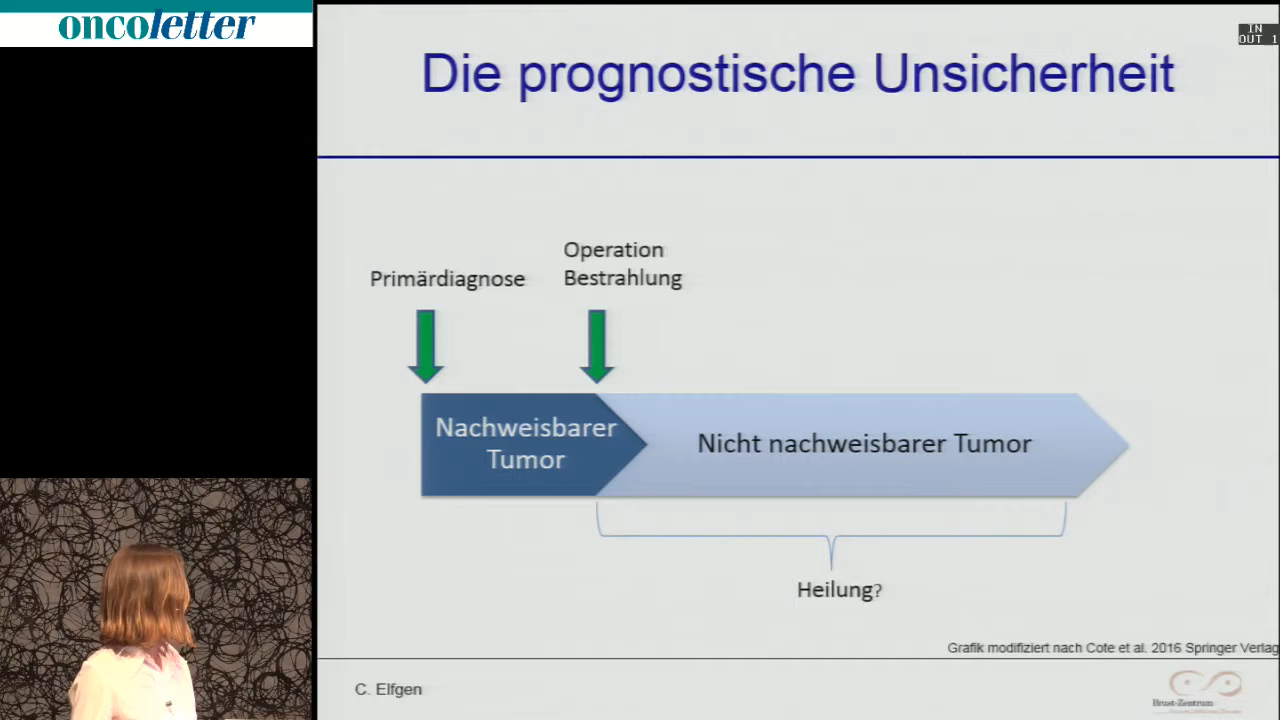 oncoletter
IN
OUT 1
Die prognostische Unsicherheit
Operation
Primärdiagnose
Bestrahlung
Nachweisbarer
Tumor
Nicht nachweisbarer Tumor
Heilung?
Grafik modifiziert nach Cote et al. 2016 Springer Verlag
C. Elfgen
Brust-Zentrum